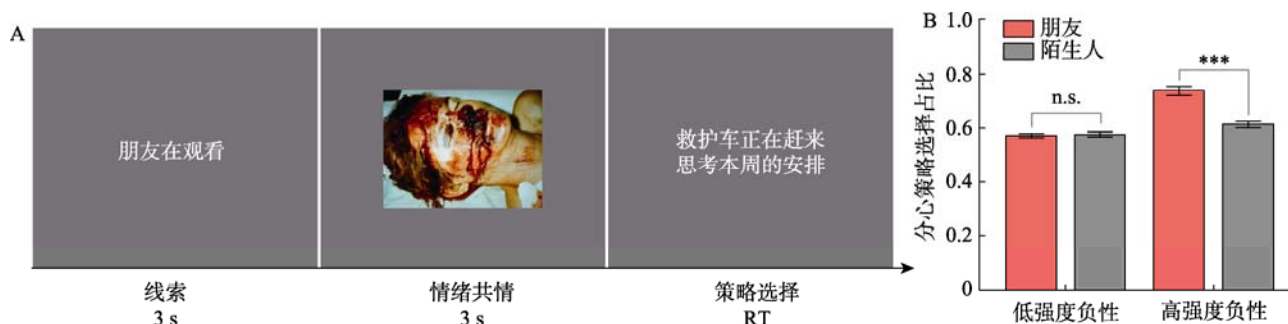 A
朋友在观看
救护车正在赶来
思考本周的安排
线索
3 s
情绪共情
3 s
策略选择
RT
B
分心策略选择占比
1.0
0.8
0.6
0.4
0.2
0
朋友
陌生人
n.s.
***
低强度负性
高强度负性